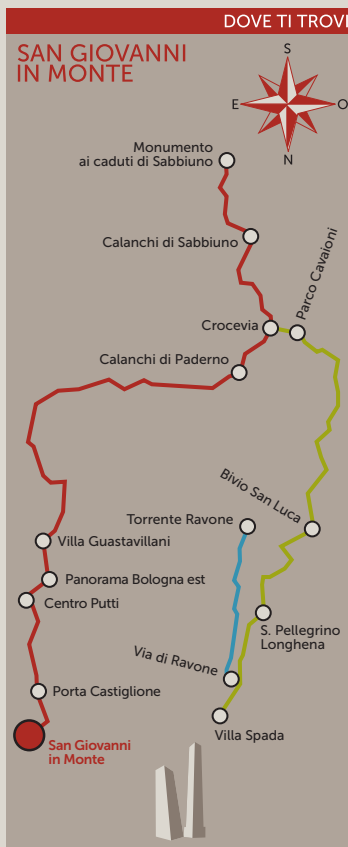 DOVE TI TROVI
SAN GIOVANNI
IN MONTE
S
E
O
N
Monumento
ai caduti di Sabbiuno
Calanchi di Sabbiuno
Parco Cavaioni
Crocevia
Calanchi di Paderno
Bivio San Luca
Torrente Ravone
Villa Guastavillani
Panorama Bologna est
Centro Putti
S. Pellegrino
Longhena
Via di Ravone
Porta Castiglione
Villa Spada
San Giovanni
in Monte